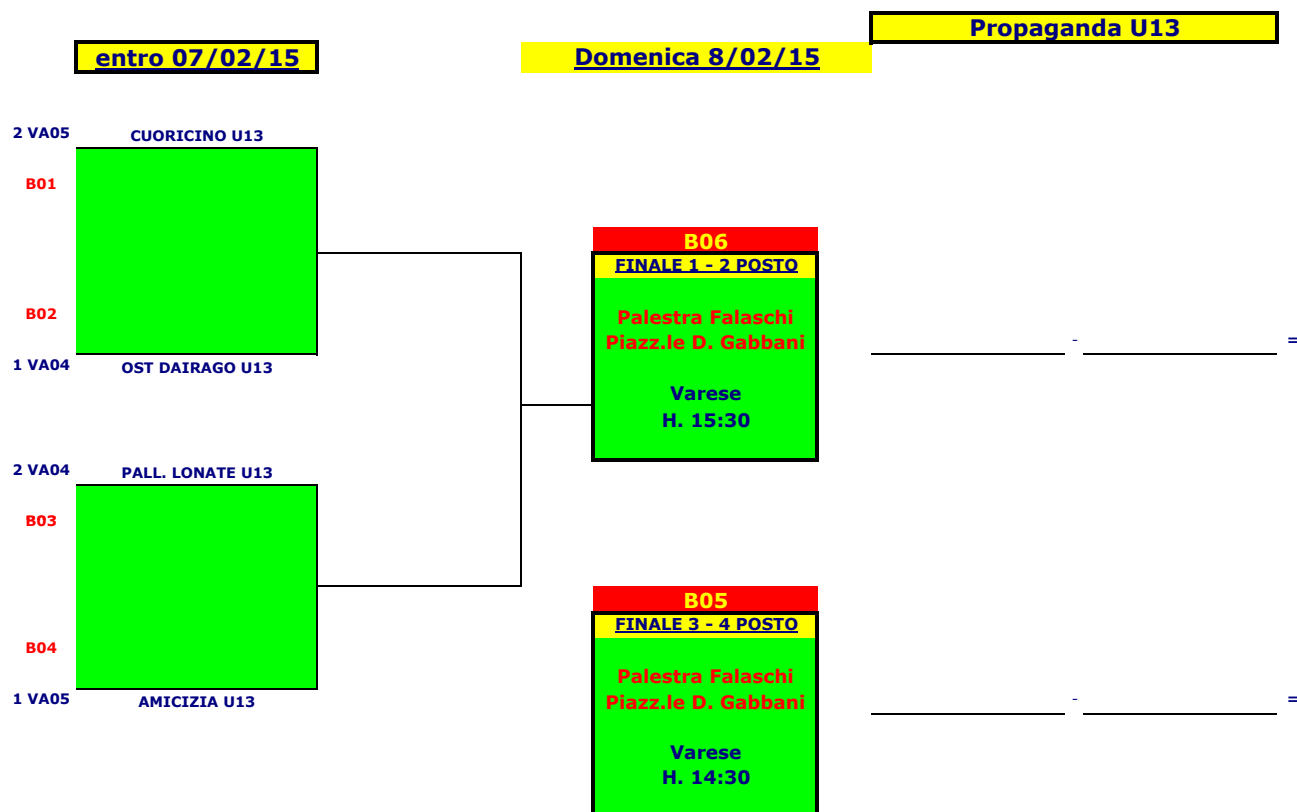 Propaganda U13
entro 07/02/15
Domenica 8/02/15
2 VA05
CUORICINO U13
B01
B02
1 VA04
OST DAIRAGO U13
B06
FINALE 1 - 2 POSTO
Palestra Falaschi
Piazz.le D. Gabbani
Varese
H. 15:30
- =
2 VA04
PALL. LONATE U13
B03
B04
1 VA05
AMICIZIA U13
B05
FINALE 3 - 4 POSTO
Palestra Falaschi
Piazz.le D. Gabbani
Varese
H. 14:30
- =